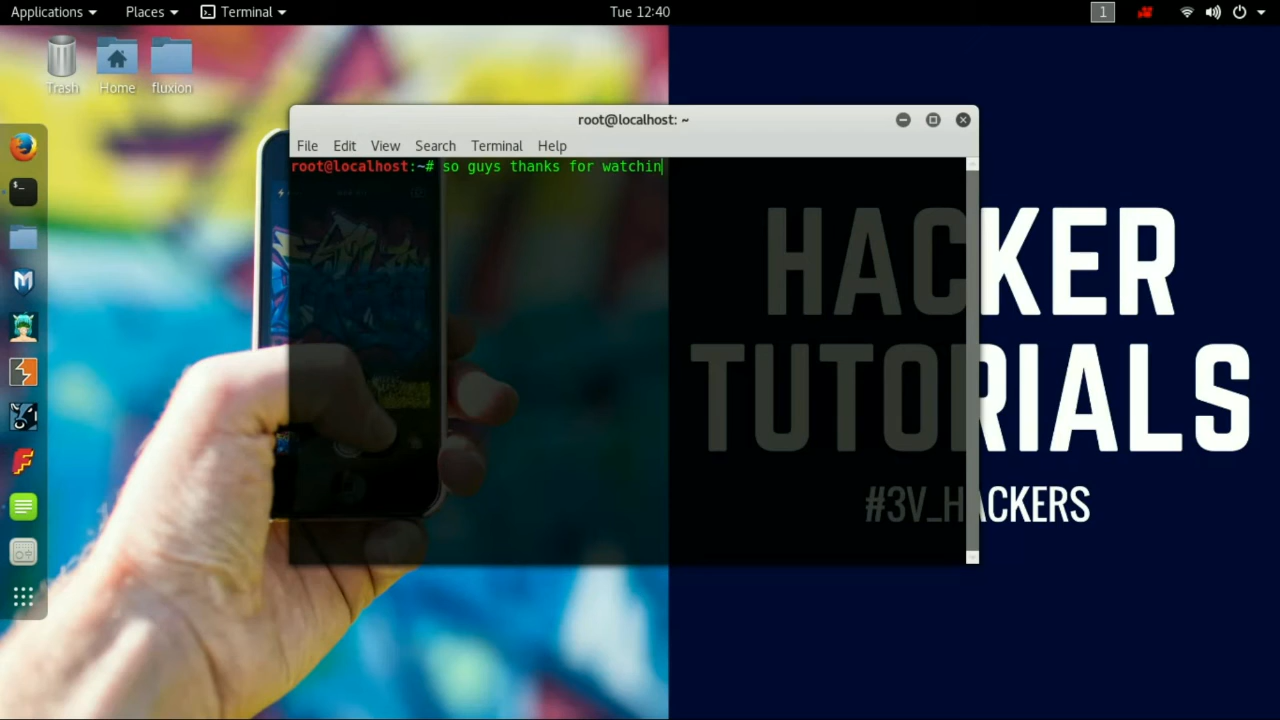 Applications Places Terminal Tue 12:40 1
Trash Home fluxion
root@localhost: ~
File Edit View Search Terminal Help
root@localhost:~# so guys thanks for watchin
HACKER
TUTORIALS
#3V_HACKERS